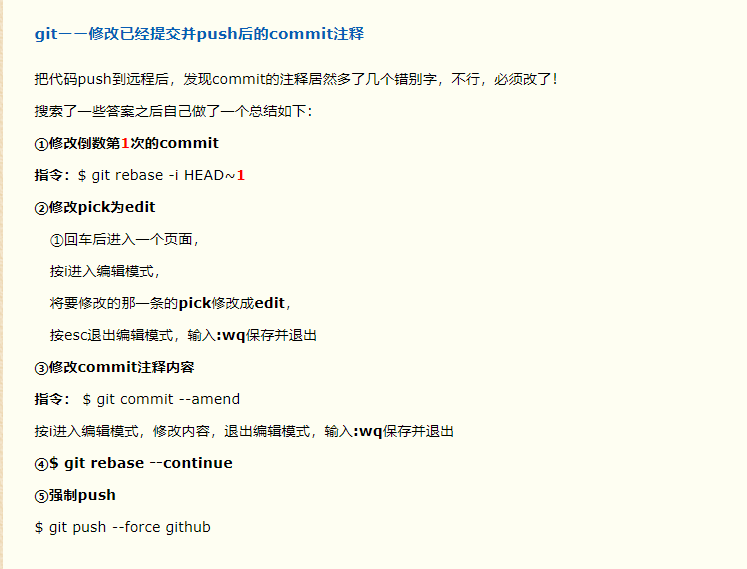 git——修改已经提交并push后的commit注释
把代码push到远程后，发现commit的注释居然多了几个错别字，不行，必须改了！
搜索了一些答案之后自己做了一个总结如下：
①修改倒数第1次的commit
指令：$ git rebase -i HEAD~1
②修改pick为edit
①回车后进入一个页面，
按i进入编辑模式，
将要修改的那一条的pick修改成edit，
按esc退出编辑模式，输入:wq保存并退出
③修改commit注释内容
指令： $ git commit --amend
按i进入编辑模式，修改内容，退出编辑模式，输入:wq保存并退出
④$ git rebase --continue
⑤强制push
$ git push --force github